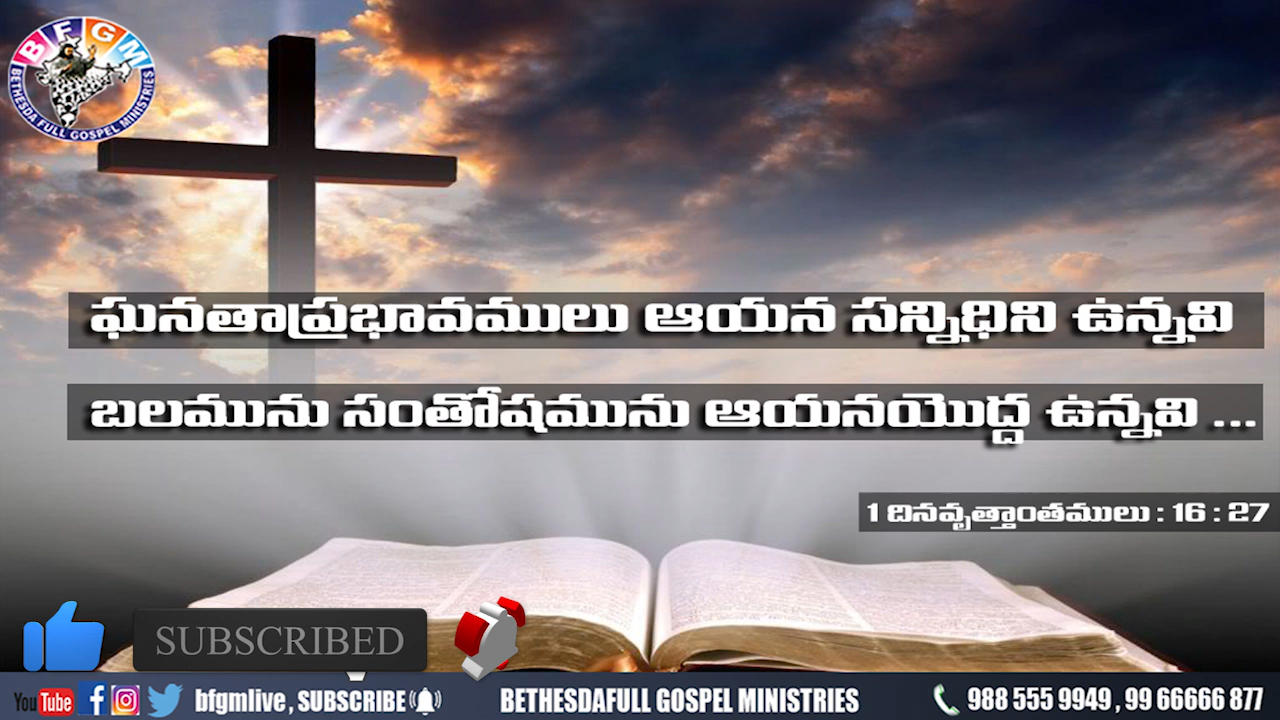 BFGM
BETHESDA FULL GOSPEL MINISTRIES
ఘనతాప్రభావములు ఆయన సన్నిధిని ఉన్నవి
బలమును సంతోషమును ఆయనయొద్ద ఉన్నవి ...
1 దినవృత్తాంతములు : 16 : 27
SUBSCRIBED
YouTube bfgmlive , SUBSCRIBE BETHESDAFULL GOSPEL MINISTRIES 988 555 9949 , 99 66666 877